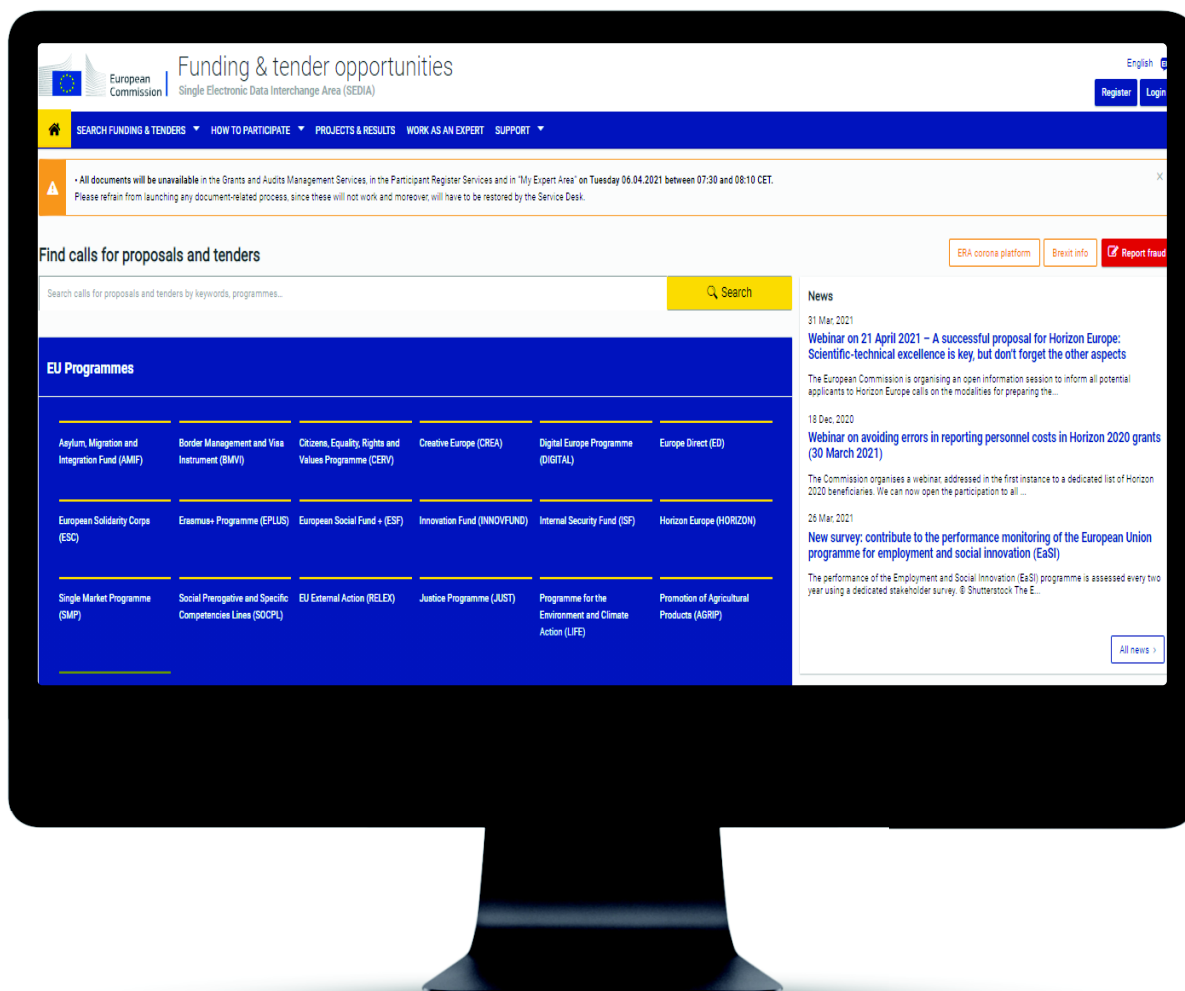 European
Commission
Funding & tender opportunities
Single Electronic Data Interchange Area (SEDIA)
English
Register
Login
SEARCH FUNDING & TENDERS
HOW TO PARTICIPATE
PROJECTS & RESULTS
WORK AS AN EXPERT
SUPPORT
• All documents will be unavailable in the Grants and Audits Management Services, in the Participant Register Services and in "My Expert Area" on Tuesday 06.04.2021 between 07:30 and 08:10 CET.
Please refrain from launching any document-related process, since these will not work and moreover, will have to be restored by the Service Desk.
x
Find calls for proposals and tenders
ERA corona platform
Brexit info
Report fraud
Search calls for proposals and tenders by keywords, programmes...
Search
EU Programmes
Asylum, Migration and
Integration Fund (AMIF)
Border Management and Visa
Instrument (BMVI)
Citizens, Equality, Rights and
Values Programme (CERV)
Creative Europe (CREA)
Digital Europe Programme
(DIGITAL)
Europe Direct (ED)
European Solidarity Corps
(ESC)
Erasmus+ Programme (EPLUS)
European Social Fund + (ESF)
Innovation Fund (INNOVFUND)
Internal Security Fund (ISF)
Horizon Europe (HORIZON)
Single Market Programme
(SMP)
Social Prerogative and Specific
Competencies Lines (SOCPL)
EU External Action (RELEX)
Justice Programme (JUST)
Programme for the
Environment and Climate
Action (LIFE)
Promotion of Agricultural
Products (AGRIP)
News
31 Mar, 2021
Webinar on 21 April 2021 – A successful proposal for Horizon Europe:
Scientific-technical excellence is key, but don't forget the other aspects
The European Commission is organising an open information session to inform all potential
applicants to Horizon Europe calls on the modalities for preparing the...
18 Dec, 2020
Webinar on avoiding errors in reporting personnel costs in Horizon 2020 grants
(30 March 2021)
The Commission organises a webinar, addressed in the first instance to a dedicated list of Horizon
2020 beneficiaries. We can now open the participation to all ...
26 Mar, 2021
New survey: contribute to the performance monitoring of the European Union
programme for employment and social innovation (EaSI)
The performance of the Employment and Social Innovation (EaSI) programme is assessed every two
year using a dedicated stakeholder survey. © Shutterstock The E...
All news ›